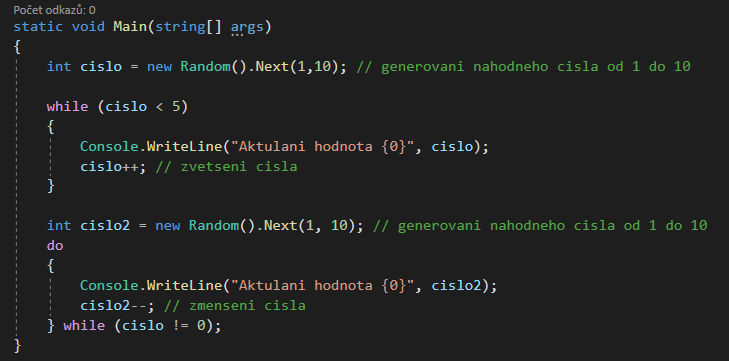 Počet odkazů: 0
static void Main(string[] args)
{
int cislo = new Random().Next(1,10); // generovani nahodneho cisla od 1 do 10
while (cislo < 5)
{
Console.WriteLine("Aktulani hodnota {0}", cislo);
cislo++; // zvetseni cisla
}
int cislo2 = new Random().Next(1, 10); // generovani nahodneho cisla od 1 do 10
do
{
Console.WriteLine("Aktulani hodnota {0}", cislo2);
cislo2--; // zmenseni cisla
} while (cislo != 0);
}